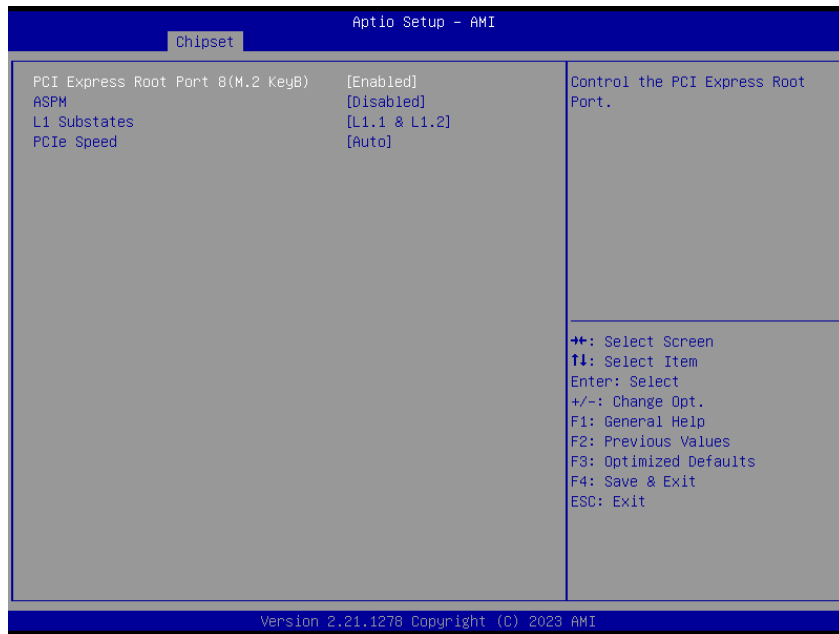 Aptio Setup – AMI
Chipset
PCI Express Root Port 8(M.2 KeyB) [Enabled]
ASPM [Disabled]
L1 Substates [L1.1 & L1.2]
PCIe Speed [Auto]
Control the PCI Express Root
Port.
→←: Select Screen
↑↓: Select Item
Enter: Select
+/-: Change Opt.
F1: General Help
F2: Previous Values
F3: Optimized Defaults
F4: Save & Exit
ESC: Exit
Version 2.21.1278 Copyright (C) 2023 AMI